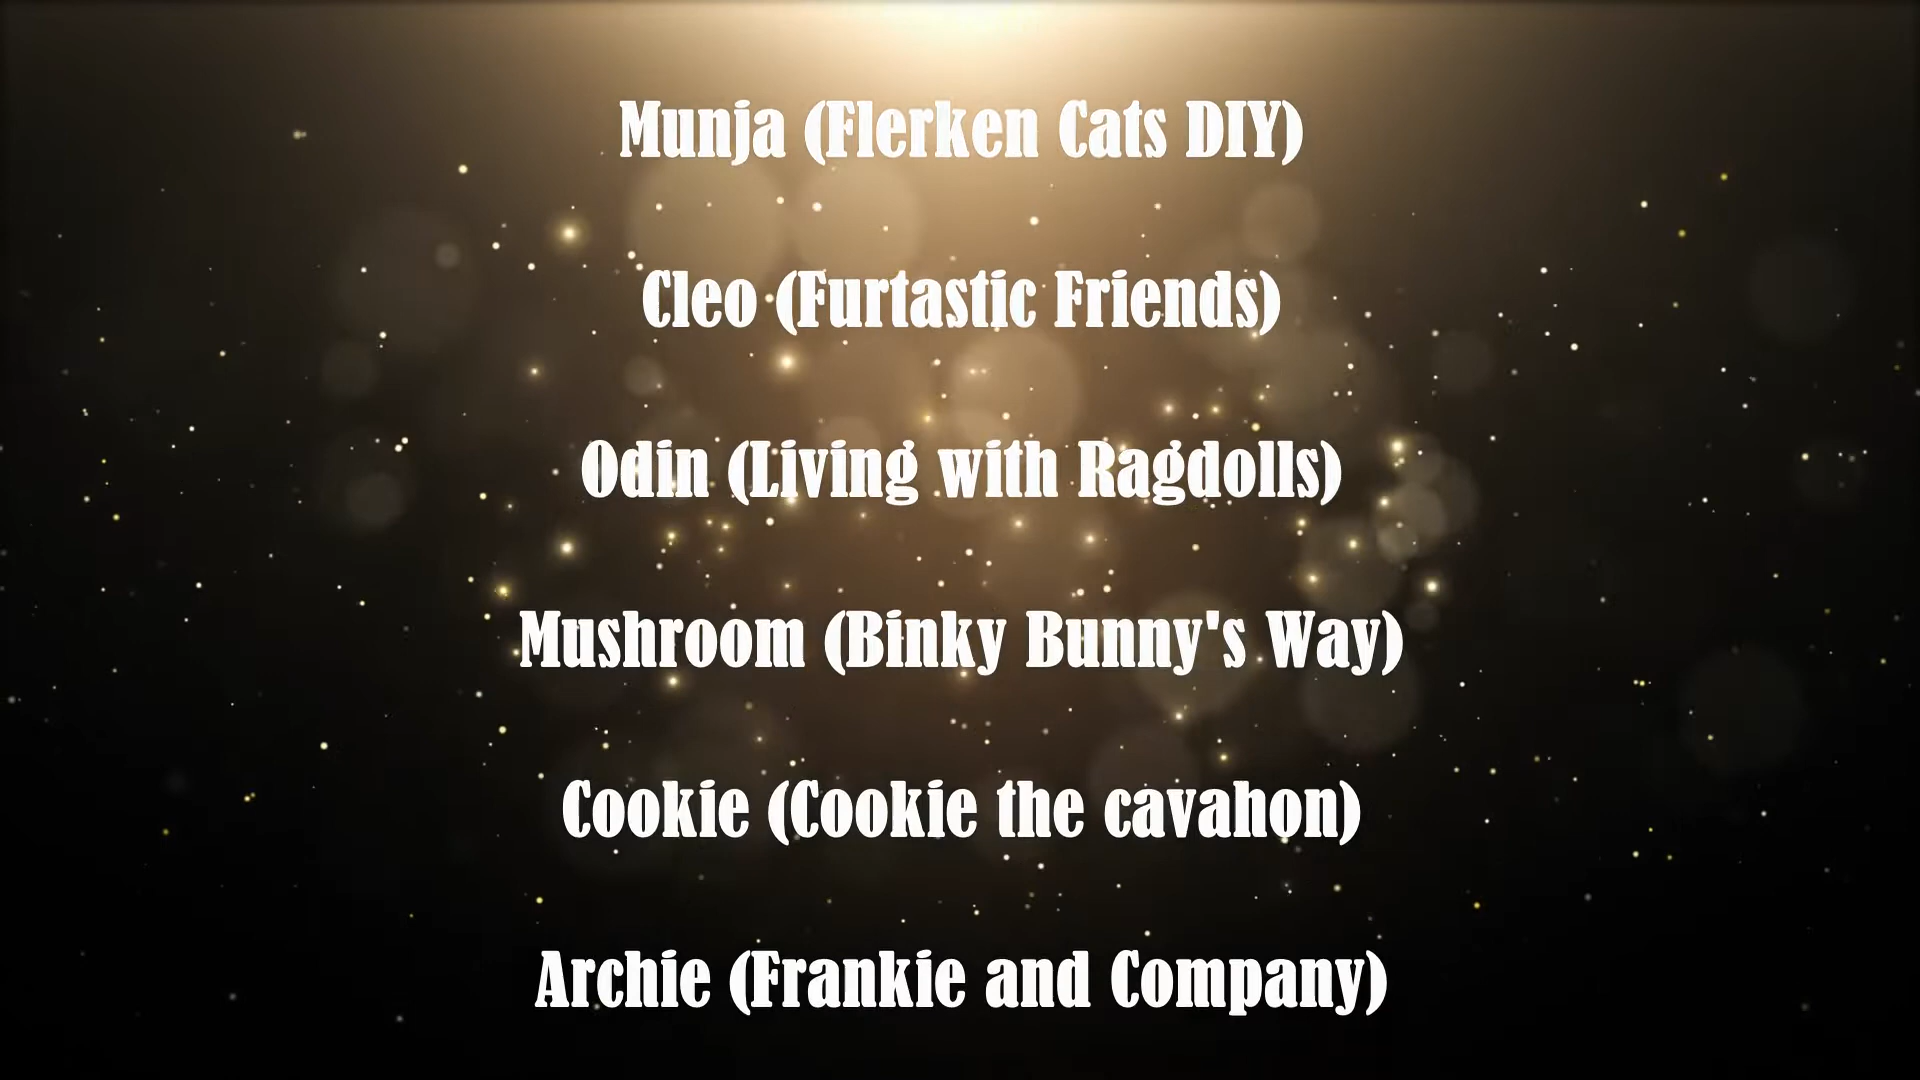 Munja (Flerken Cats DIY)
Cleo (Furtastic Friends)
Odin (Living with Ragdolls)
Mushroom (Binky Bunny's Way)
Cookie (Cookie the cavahon)
Archie (Frankie and Company)